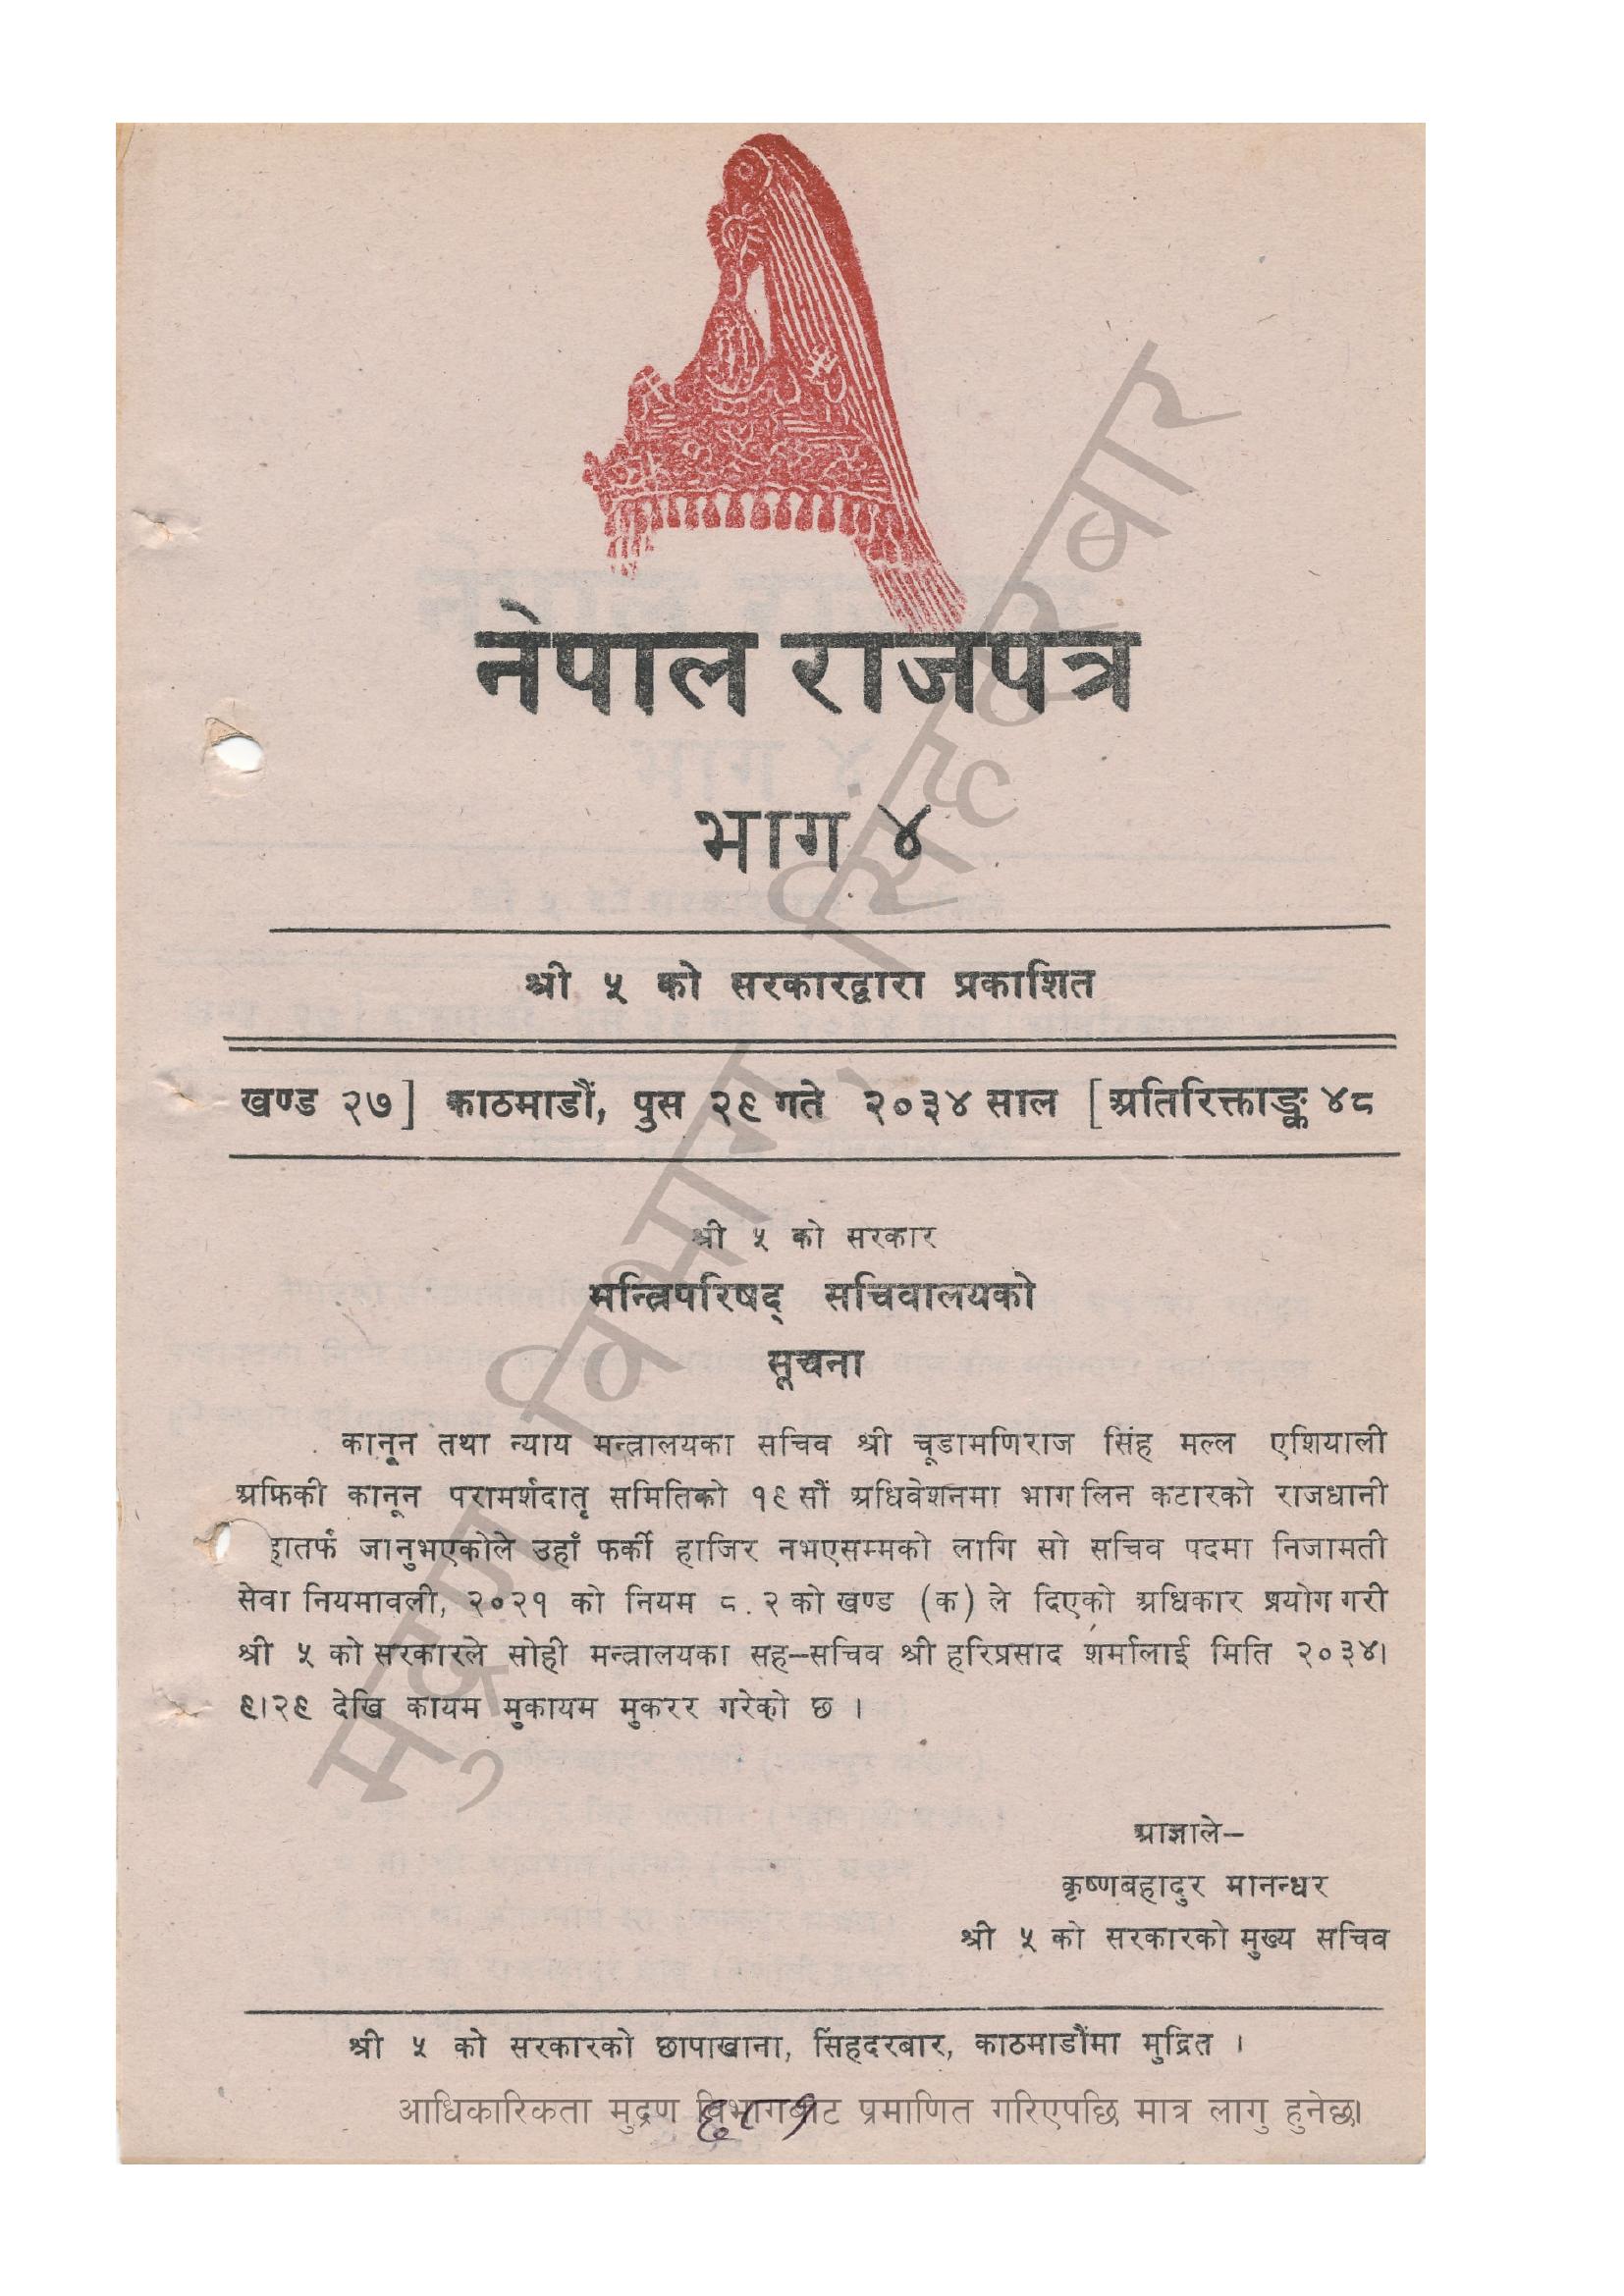 नेपाल राजपत्र
भाग ४
श्री ५ को सरकारद्वारा प्रकाशित
खण्ड २७] काठमाडौं, पुस २९ गते २०३४ साल [अतिरिक्ताङ्क ४८
श्री ५ को सरकार
मन्त्रिपरिषद् सचिवालयको
सूचना
कानून तथा न्याय मन्त्रालयका सचिव श्री चूडामणिराज सिंह मल्ल एशियाली
अफ्रिकी कानून परामर्शदातृ समितिको १९ सौं अधिवेशनमा भाग लिन कटारको राजधानी
जानुभएकोले उहाँ फर्की हाजिर नभएसम्मको लागि सो सचिव पदमा निजामती
सेवा नियमावली, २०२१ को नियम ८.२ को खण्ड (क) ले दिएको अधिकार प्रयोग गरी
श्री ५ को सरकारले सोही मन्त्रालयका सह–सचिव श्री हरिप्रसाद शर्मालाई मिति २०३४।
९।२९ देखि कायम मुकायम मुकरर गरेको छ ।
आज्ञाले–
कृष्णबहादुर मानन्धर
श्री ५ को सरकारको मुख्य सचिव
श्री ५ को सरकारको छापाखाना, सिंहदरबार, काठमाडौंमा मुद्रित ।
आधिकारिकता मुद्रण विभागबाट प्रमाणित गरिएपछि मात्र लागु हुनेछ।
मुद्रण विभाग, सिंहदरबार